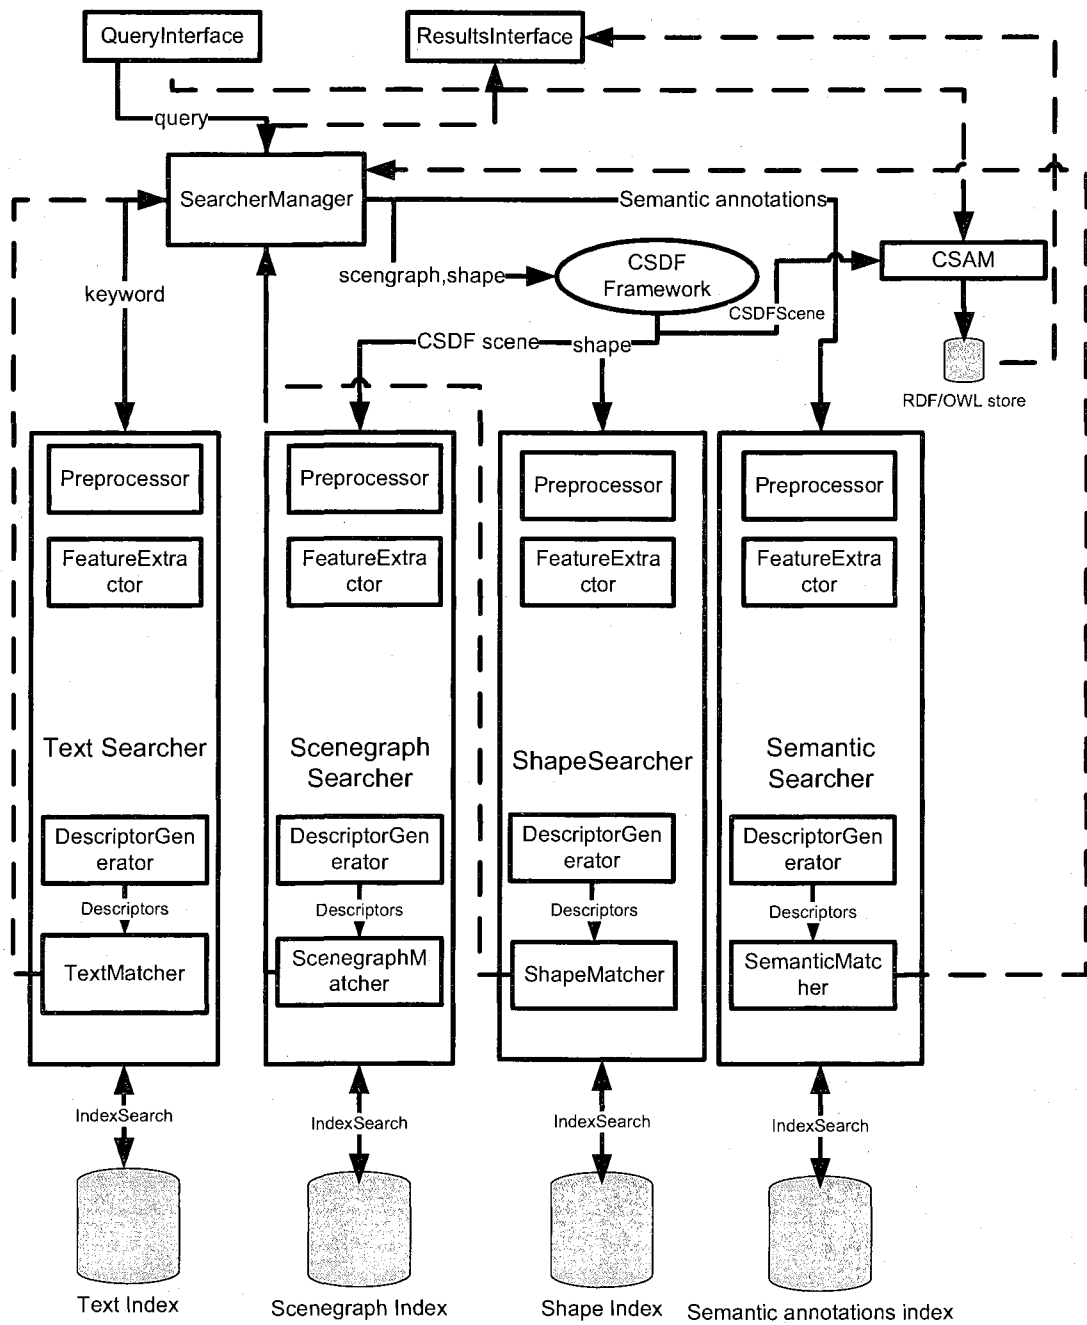 QueryInterface
ResultsInterface
query
SearcherManager
Semantic annotations
CSDF
Framework
CSAM
scengraph,shape
keyword
CSDFScene
CSDF scene
shape
RDF/OWL store
Preprocessor
Preprocessor
Preprocessor
Preprocessor
FeatureExtra
ctor
FeatureExtra
ctor
FeatureExtra
ctor
FeatureExtra
ctor
Text Searcher
Scenegraph
Searcher
ShapeSearcher
Semantic
Searcher
DescriptorGen
erator
DescriptorGen
erator
DescriptorGen
erator
DescriptorGen
erator
Descriptors
Descriptors
Descriptors
Descriptors
TextMatcher
ScenegraphM
atcher
ShapeMatcher
SemanticMatc
her
IndexSearch
IndexSearch
IndexSearch
IndexSearch
Text Index
Scenegraph Index
Shape Index
Semantic annotations index